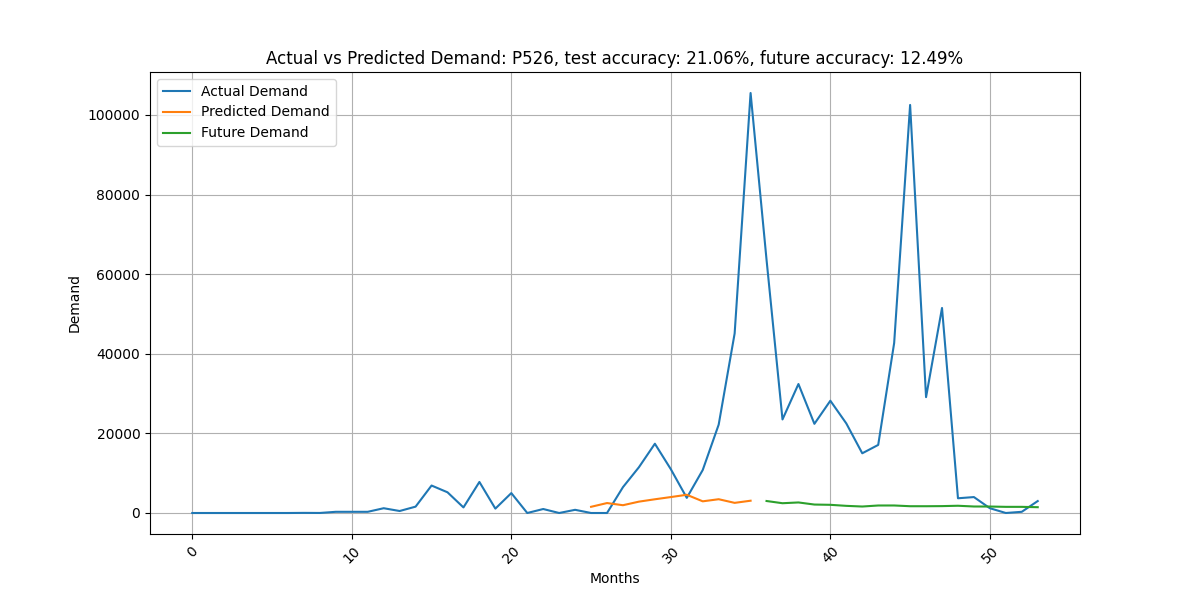 Actual vs Predicted Demand: P526, test accuracy: 21.06%, future accuracy: 12.49%
Actual Demand
Predicted Demand
Future Demand
100000
80000
60000
40000
20000
0
Demand
0
10
20
30
40
50
Months